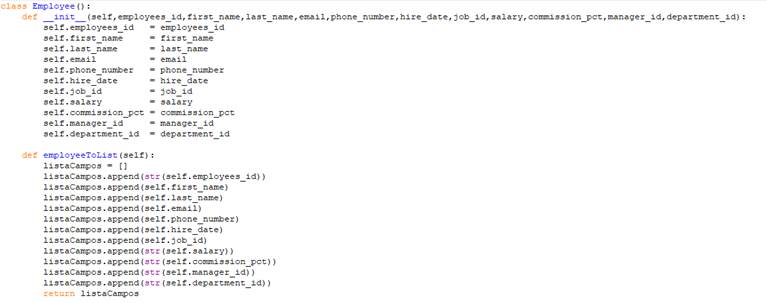 class Employee():
    def __init__(self,employees_id,first_name,last_name,email,phone_number,hire_date,job_id,salary,commission_pct,manager_id,department_id):
        self.employees_id   = employees_id
        self.first_name     = first_name
        self.last_name      = last_name
        self.email          = email
        self.phone_number   = phone_number
        self.hire_date      = hire_date
        self.job_id         = job_id
        self.salary         = salary
        self.commission_pct = commission_pct
        self.manager_id     = manager_id
        self.department_id  = department_id

    def employeeToList(self):
        listaCampos = []
        listaCampos.append(str(self.employees_id))
        listaCampos.append(self.first_name)
        listaCampos.append(self.last_name)
        listaCampos.append(self.email)
        listaCampos.append(self.phone_number)
        listaCampos.append(self.hire_date)
        listaCampos.append(self.job_id)
        listaCampos.append(str(self.salary))
        listaCampos.append(str(self.commission_pct))
        listaCampos.append(str(self.manager_id))
        listaCampos.append(str(self.department_id))
        return listaCampos